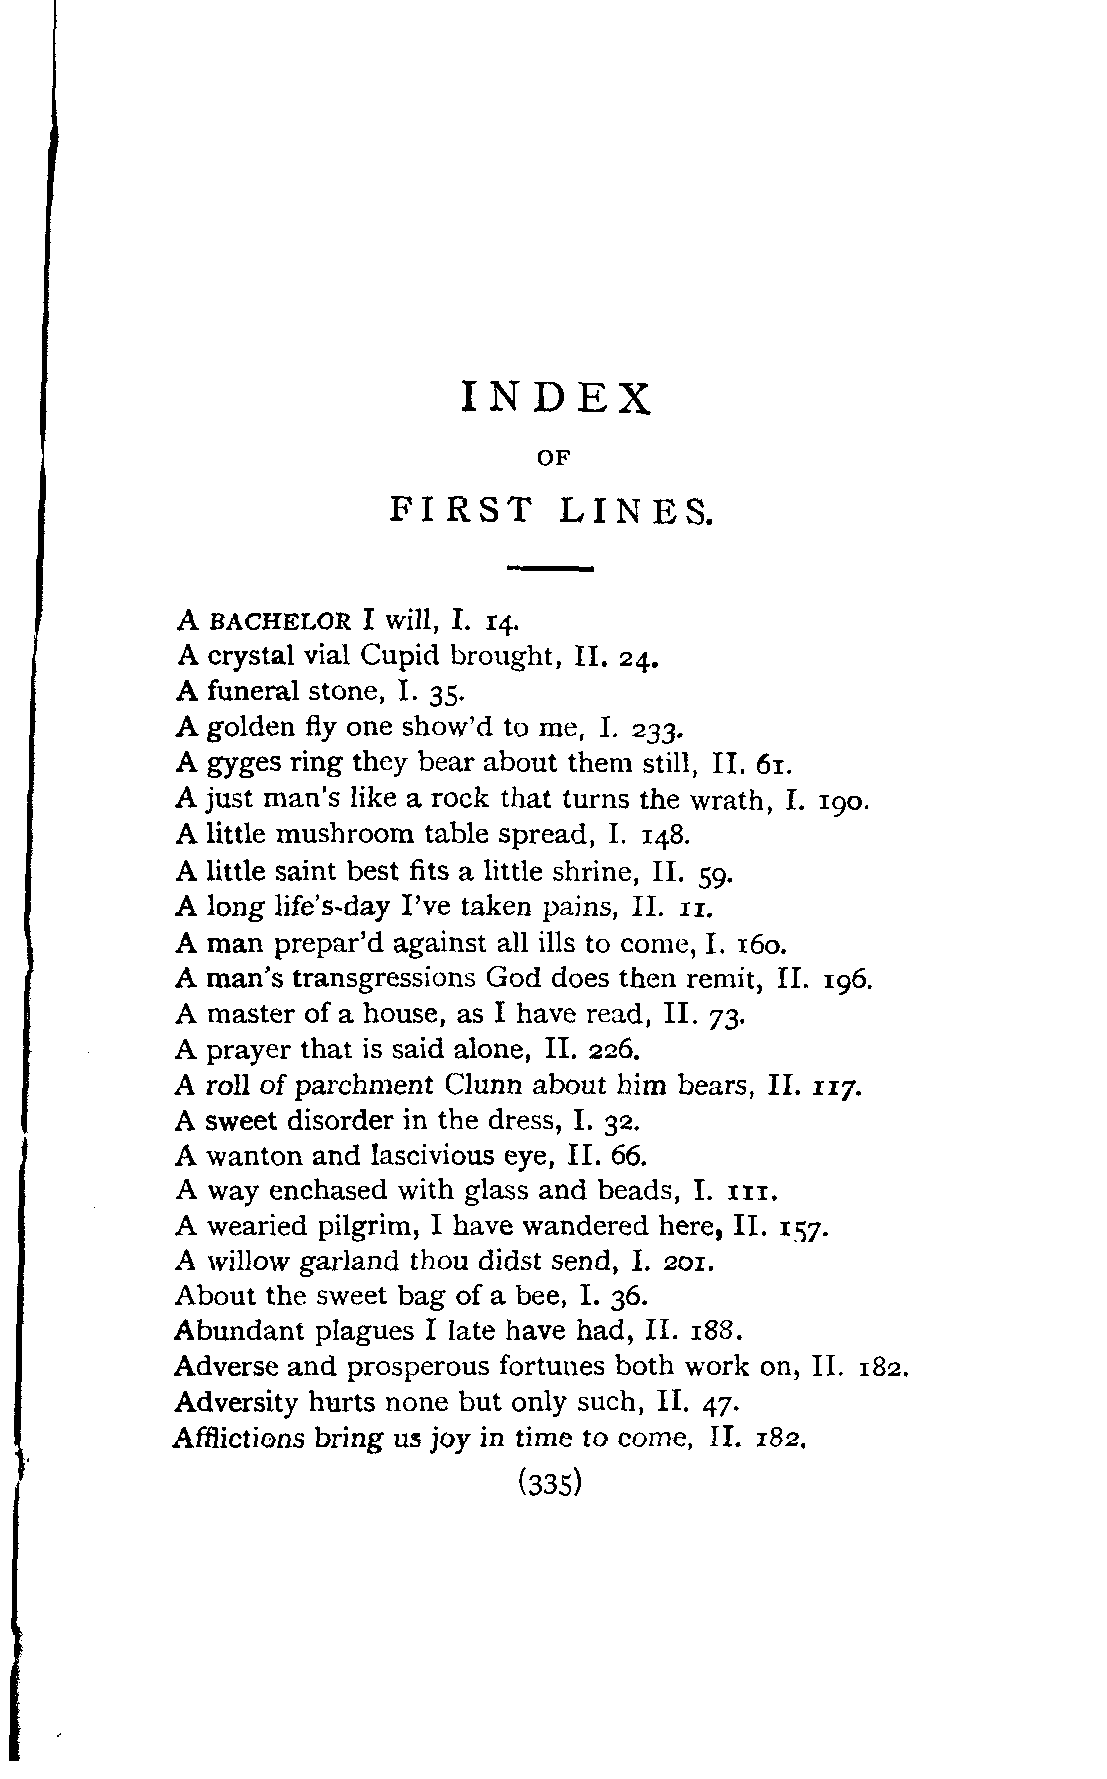 INDEX
OF
FIRST LINES.
A BACHELOR I will, I. 14.
A crystal vial Cupid brought, II. 24.
A funeral stone, I. 35.
A golden fly one show'd to me, I. 233.
A gyges ring they bear about them still, II. 61.
A just man's like a rock that turns the wrath, I. 190.
A little mushroom table spread, I. 148.
A little saint best fits a little shrine, II. 59.
A long life's-day I've taken pains, II. 11.
A man prepar'd against all ills to come, I. 160.
A man's transgressions God does then remit, II. 196.
A master of a house, as I have read, II. 73.
A prayer that is said alone, II. 226.
A roll of parchment Clunn about him bears, II. 117.
A sweet disorder in the dress, I. 32.
A wanton and lascivious eye, II. 66.
A way enchased with glass and beads, I. 111.
A wearied pilgrim, I have wandered here, II. 157.
A willow garland thou didst send, I. 201.
About the sweet bag of a bee, I. 36.
Abundant plagues I late have had, II. 188.
Adverse and prosperous fortunes both work on, II. 182.
Adversity hurts none but only such, II. 47.
Afflictions bring us joy in time to come, II. 182.
(335)